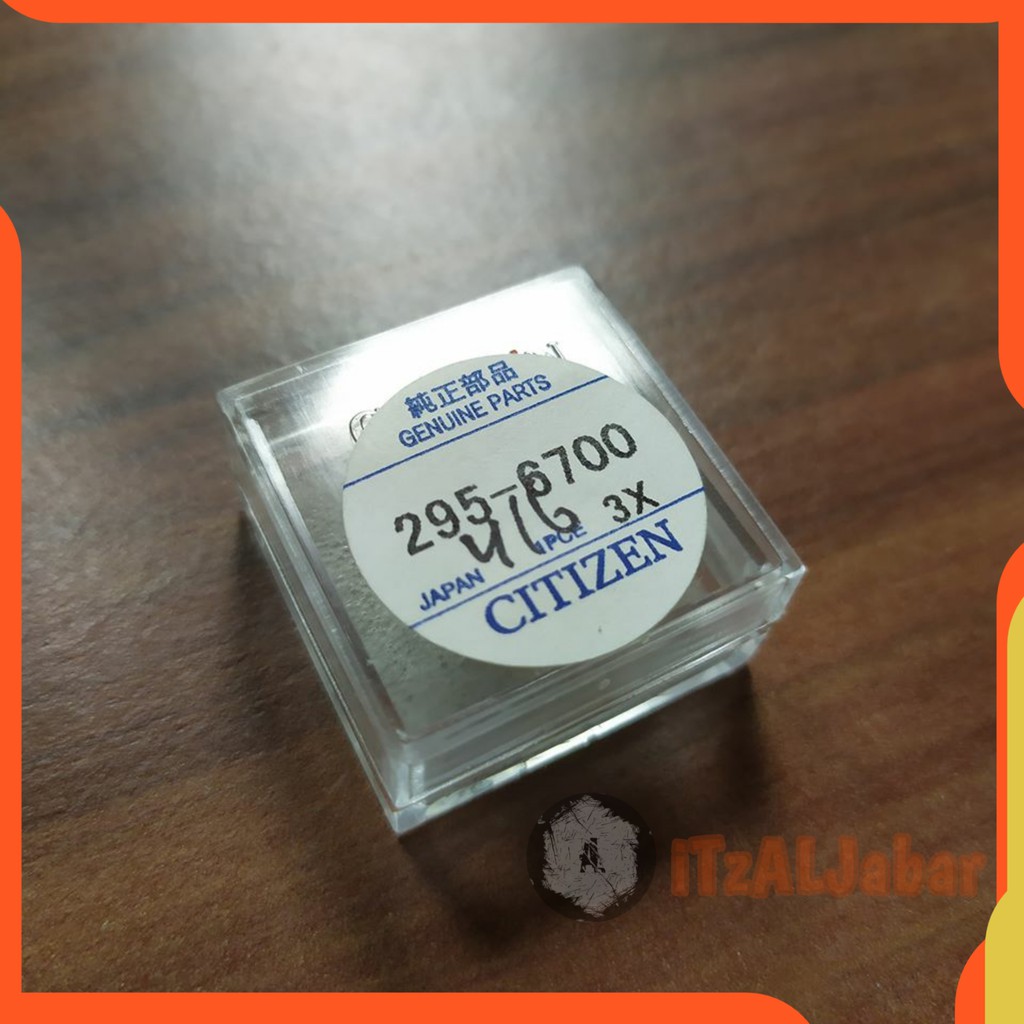 純正部品
GENUINE PARTS
295-6700
JAPAN 1PCE 3X
CITIZEN
ITzALJabar